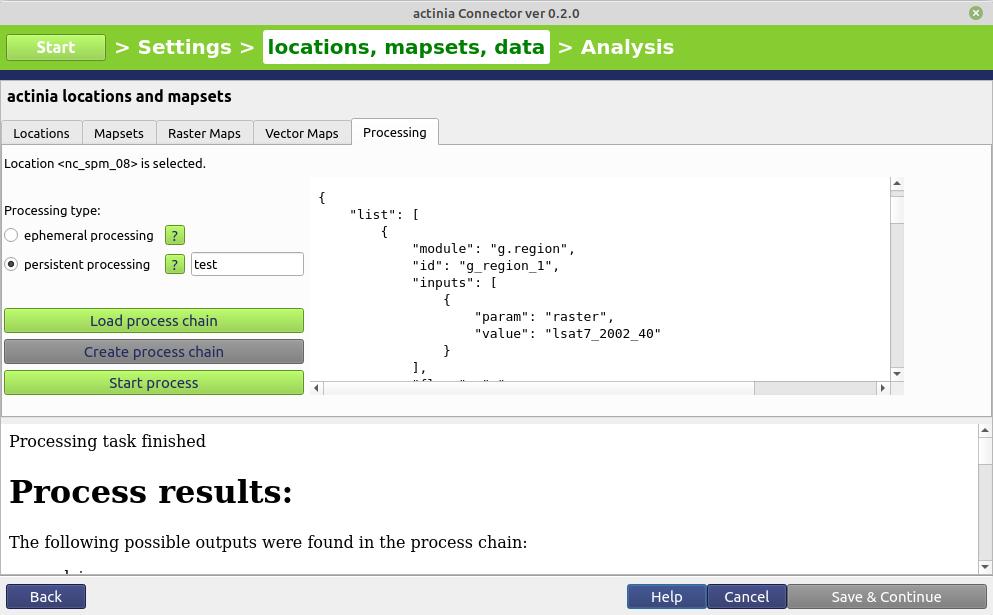 actinia Connector ver 0.2.0
Start > Settings > locations, mapsets, data > Analysis
actinia locations and mapsets
Locations Mapsets Raster Maps Vector Maps Processing
Location <nc_spm_08> is selected.
Processing type:
ephemeral processing ?
persistent processing ? test
Load process chain
Create process chain
Start process
{
    "list": [
        {
            "module": "g.region",
            "id": "g_region_1",
            "inputs": [
                {
                    "param": "raster",
                    "value": "lsat7_2002_40"
                }
            ],
Processing task finished
Process results:
The following possible outputs were found in the process chain:
Back Help Cancel Save & Continue